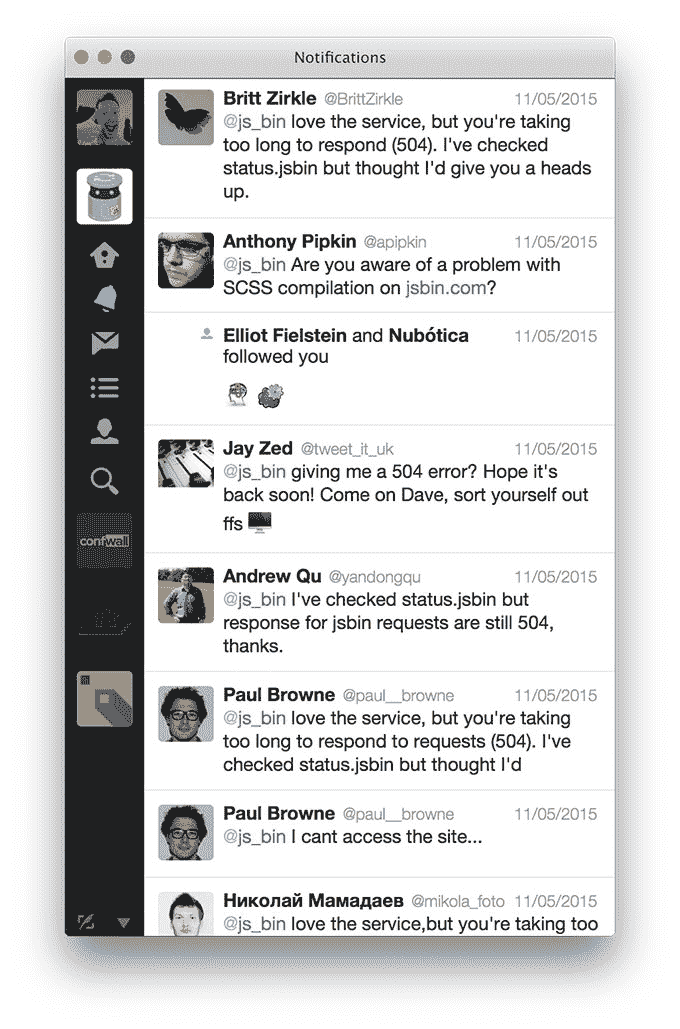 Notifications
Britt Zirkle @BrittZirkle 11/05/2015
@js_bin love the service, but you're taking
too long to respond (504). I've checked
status.jsbin but thought I'd give you a heads
up.
Anthony Pipkin @apipkin 11/05/2015
@js_bin Are you aware of a problem with
SCSS compilation on jsbin.com?
Elliot Fielstein and Nubótica 11/05/2015
followed you
Jay Zed @tweet_it_uk 11/05/2015
@js_bin giving me a 504 error? Hope it's
back soon! Come on Dave, sort yourself out
ffs
confwall
Andrew Qu @yandongqu 11/05/2015
@js_bin I've checked status.jsbin but
response for jsbin requests are still 504,
thanks.
Paul Browne @paul__browne 11/05/2015
@js_bin love the service, but you're taking
too long to respond to requests (504). I've
checked status.jsbin but thought I'd
Paul Browne @paul__browne 11/05/2015
@js_bin I cant access the site...
Николай Мамадаев @mikola_foto 11/05/2015
@js_bin love the service,but you're taking too